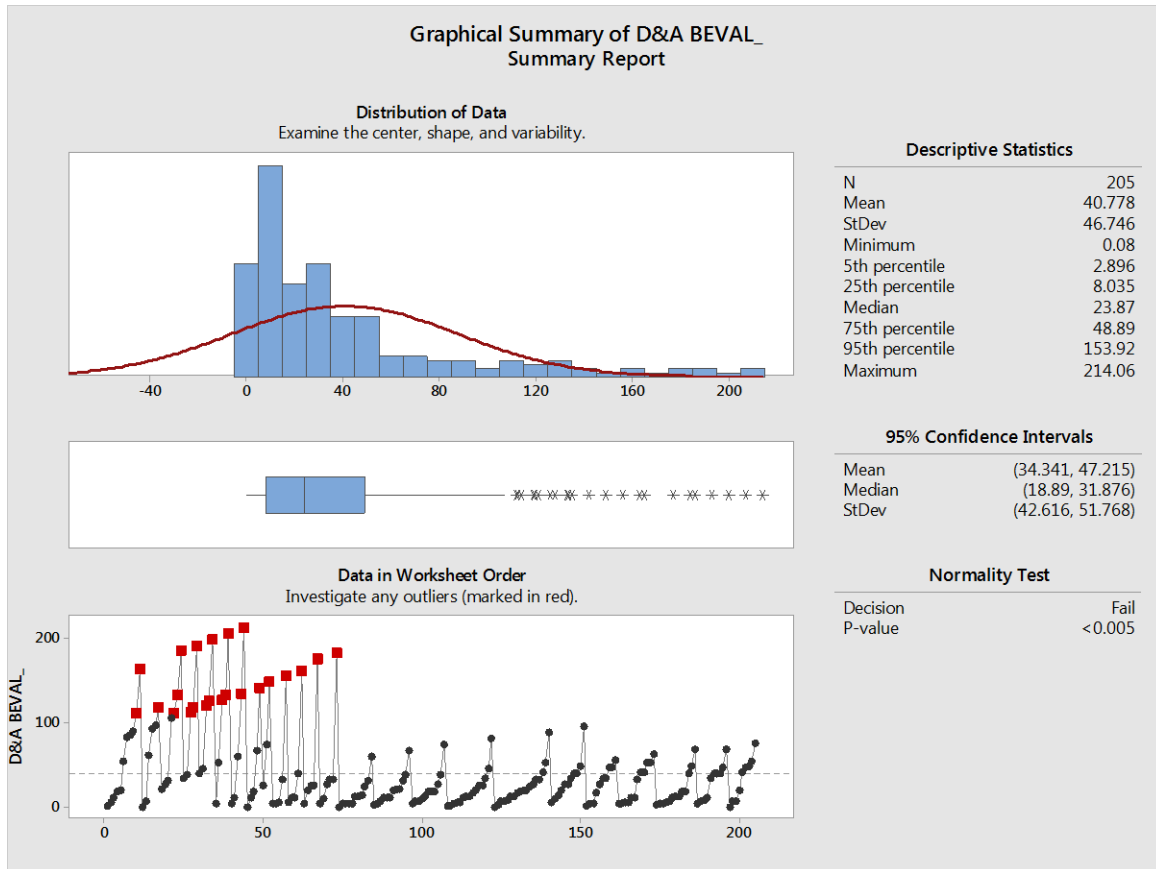 Graphical Summary of D&A BEVAL_
Summary Report
Distribution of Data
Examine the center, shape, and variability.
-40 0 40 80 120 160 200
Descriptive Statistics
N 205
Mean 40.778
StDev 46.746
Minimum 0.08
5th percentile 2.896
25th percentile 8.035
Median 23.87
75th percentile 48.89
95th percentile 153.92
Maximum 214.06
95% Confidence Intervals
Mean (34.341, 47.215)
Median (18.89, 31.876)
StDev (42.616, 51.768)
Data in Worksheet Order
Investigate any outliers (marked in red).
D&A BEVAL_
200
100
0
0 50 100 150 200
Normality Test
Decision Fail
P-value <0.005